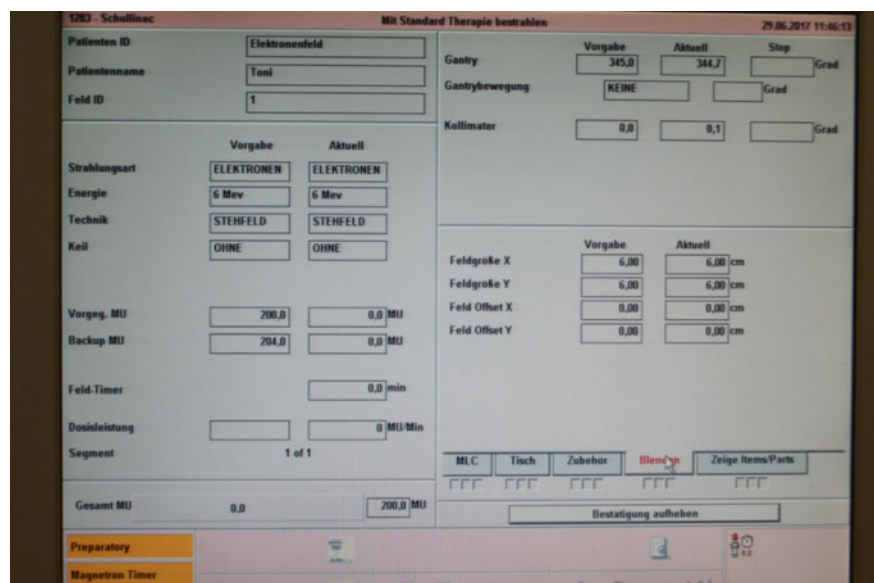 1283 - Schullinac Mit Standard Therapie bestrahlen 29.06.2017 11:46:13
Patienten ID Elektronenfeld
Patientenname Toni
Feld ID 1
Vorgabe Aktuell
Strahlungsart ELEKTRONEN ELEKTRONEN
Energie 6 Mev 6 Mev
Technik STEHFELD STEHFELD
Keil OHNE OHNE
Vorgeg. MU 200,0 0,0 MU
Backup MU 204,0 0,0 MU
Feld-Timer 0,0 min
Dosisleistung 0 MU/Min
Segment 1 of 1
Gesamt MU 0.0 200,0 MU
Vorgabe Aktuell Stop
Gantry 345,0 344,7 Grad
Gantrybewegung KEINE Grad
Kollimator 0,0 0,1 Grad
Vorgabe Aktuell
Feldgroße X 6,00 6,00 cm
Feldgroße Y 6,00 6,00 cm
Feld Offset X 0,00 0,00 cm
Feld Offset Y 0,00 0,00 cm
MLC Tisch Zubehör Blenden Zeige Items/Parts
Bestätigung aufheben
Preparatory
Magnetron Timer